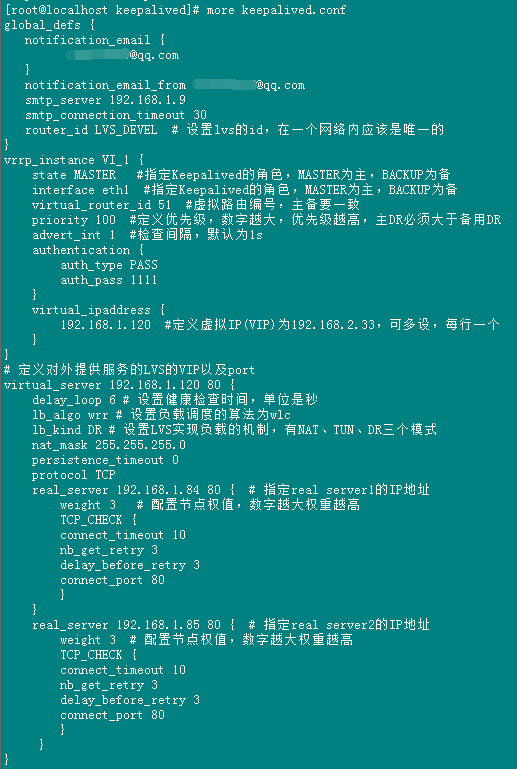 [root@localhost keepalived]# more keepalived.conf
global_defs {
notification_email {
@qq.com
}
notification_email_from @qq.com
smtp_server 192.168.1.9
smtp_connection_timeout 30
router_id LVS_DEVEL # 设置lvs的id，在一个网络内应该是唯一的
}
vrrp_instance VI_1 {
state MASTER #指定Keepalived的角色，MASTER为主，BACKUP为备
interface eth1 #指定Keepalived的角色，MASTER为主，BACKUP为备
virtual_router_id 51 #虚拟路由编号，主备要一致
priority 100 #定义优先级，数字越大，优先级越高，主DR必须大于备用DR
advert_int 1 #检查间隔，默认为1s
authentication {
auth_type PASS
auth_pass 1111
}
virtual_ipaddress {
192.168.1.120 #定义虚拟IP(VIP)为192.168.2.33，可多设，每行一个
}
}
# 定义对外提供服务的LVS的VIP以及port
virtual_server 192.168.1.120 80 {
delay_loop 6 # 设置健康检查时间，单位是秒
lb_algo wrr # 设置负载调度的算法为wlc
lb_kind DR # 设置LVS实现负载的机制，有NAT、TUN、DR三个模式
nat_mask 255.255.255.0
persistence_timeout 0
protocol TCP
real_server 192.168.1.84 80 { # 指定real server1的IP地址
weight 3 # 配置节点权值，数字越大权重越高
TCP_CHECK {
connect_timeout 10
nb_get_retry 3
delay_before_retry 3
connect_port 80
}
}
real_server 192.168.1.85 80 { # 指定real server2的IP地址
weight 3 # 配置节点权值，数字越大权重越高
TCP_CHECK {
connect_timeout 10
nb_get_retry 3
delay_before_retry 3
connect_port 80
}
}
}